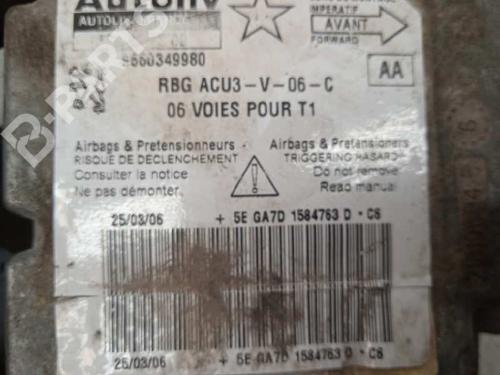 Autoliv
IMPERATIF
AVANT
FORWARD
9660349980
AA
RBG ACU3-V-06-C
06 VOIES POUR T1
Airbags & Pretensionneurs - Airbags & Pretensioners
RISQUE DE DECLENCHEMENT TRIGGERING HASARD
Consulter la notice Do not remove
Ne pas démonter. Read manual
25/03/06 + 5E GA7D 1584763 D · C6
25/03/06 + 5E GA7D 1584763 D · C6